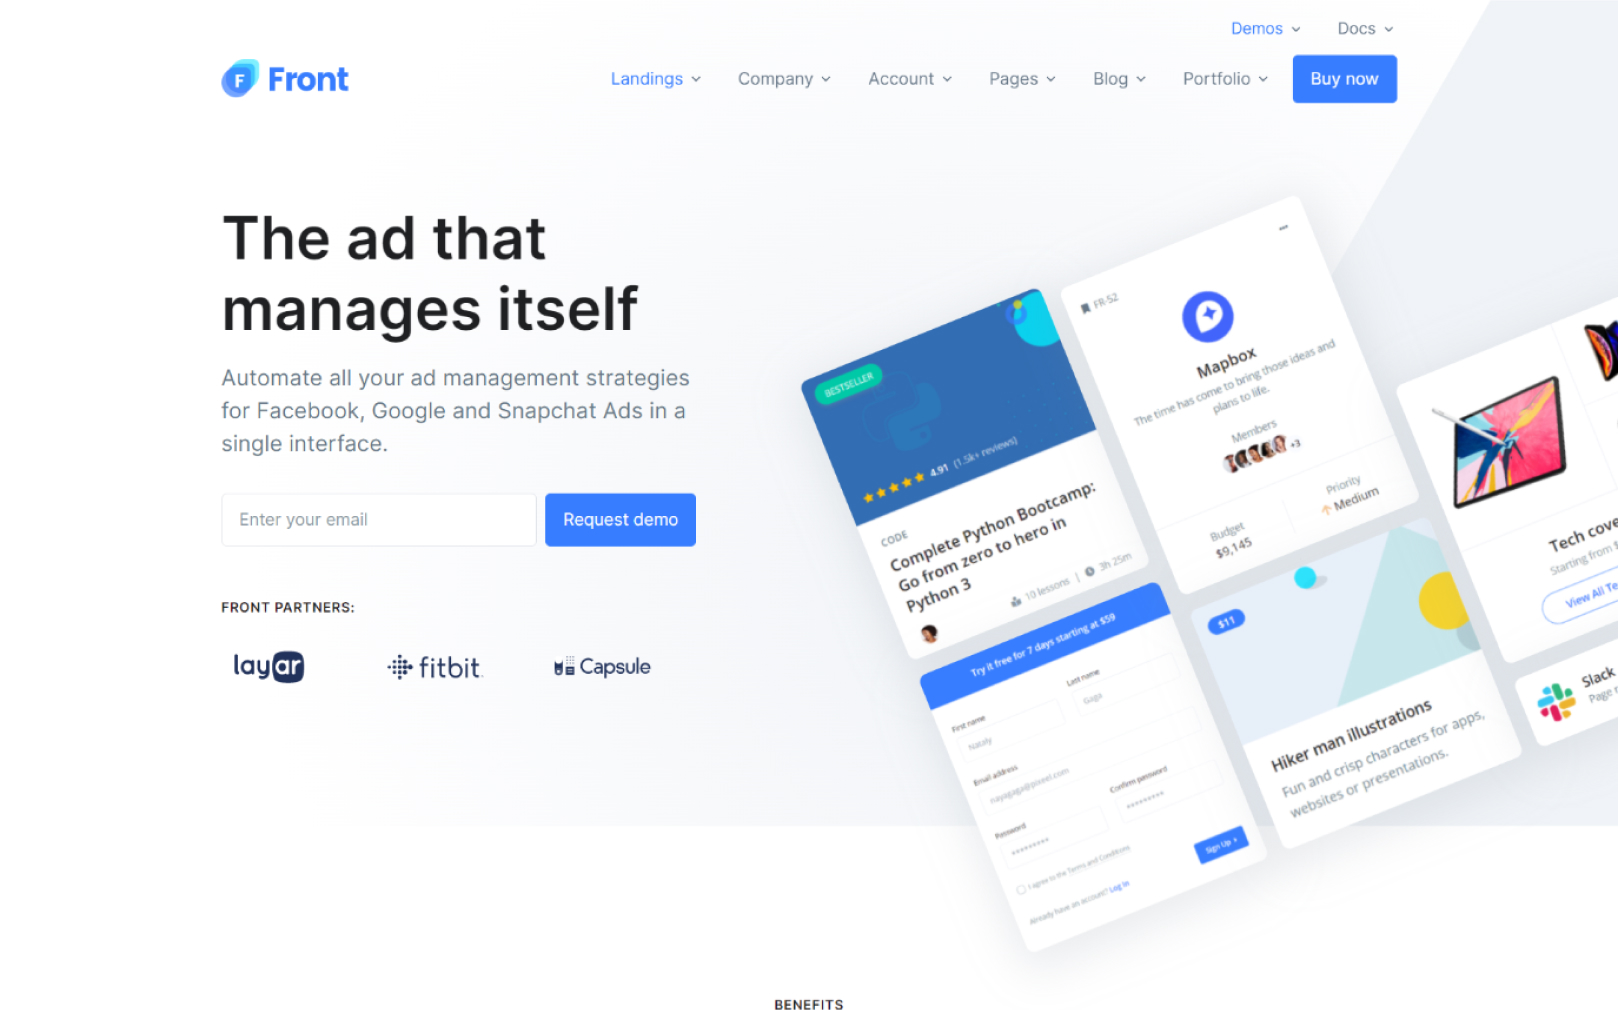 Demos
Docs
F Front
Landings
Company
Account
Pages
Blog
Portfolio
Buy now
The ad that
manages itself
Automate all your ad management strategies
for Facebook, Google and Snapchat Ads in a
single interface.
Enter your email
Request demo
FRONT PARTNERS:
layar
fitbit
Capsule
BESTSELLER
4.91 (1.5k+ reviews)
CODE
Complete Python Bootcamp:
Go from zero to hero in
Python 3
10 lessons | 3h 25m
FR-52
Mapbox
The time has come to bring those ideas and
plans to life.
Members
+3
Budget
$9,145
Priority
Medium
Try it free for 7 days starting at $59
First name
Nataly
Last name
Gaga
Email address
nayagaga@pixeel.com
Password
*********
Confirm password
*********
I agree to the Terms and Conditions
Sign Up
Already have an account? Log In
$11
Hiker man illustrations
Fun and crisp characters for apps,
websites or presentations.
Tech cove
Starting from $
View All Te
Slack
Page
BENEFITS